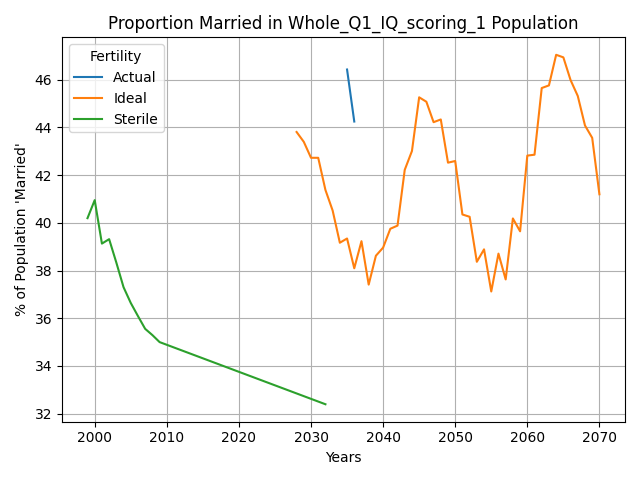 Proportion Married in Whole_Q1_IQ_scoring_1 Population
Fertility
Actual
Ideal
Sterile
% of Population 'Married'
46
44
42
40
38
36
34
32
2000 2010 2020 2030 2040 2050 2060 2070
Years